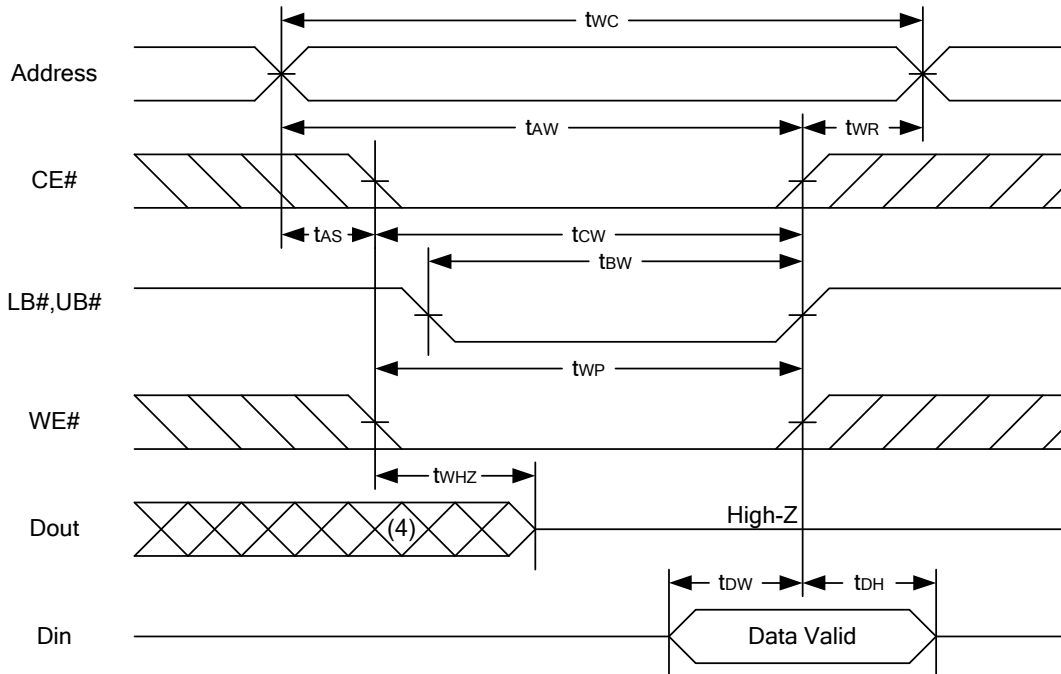 tWC
Address
tAW
tWR
CE#
tAS
tCW
tBW
LB#,UB#
tWP
WE#
tWHZ
Dout
(4)
High-Z
tDW
tDH
Din
Data Valid